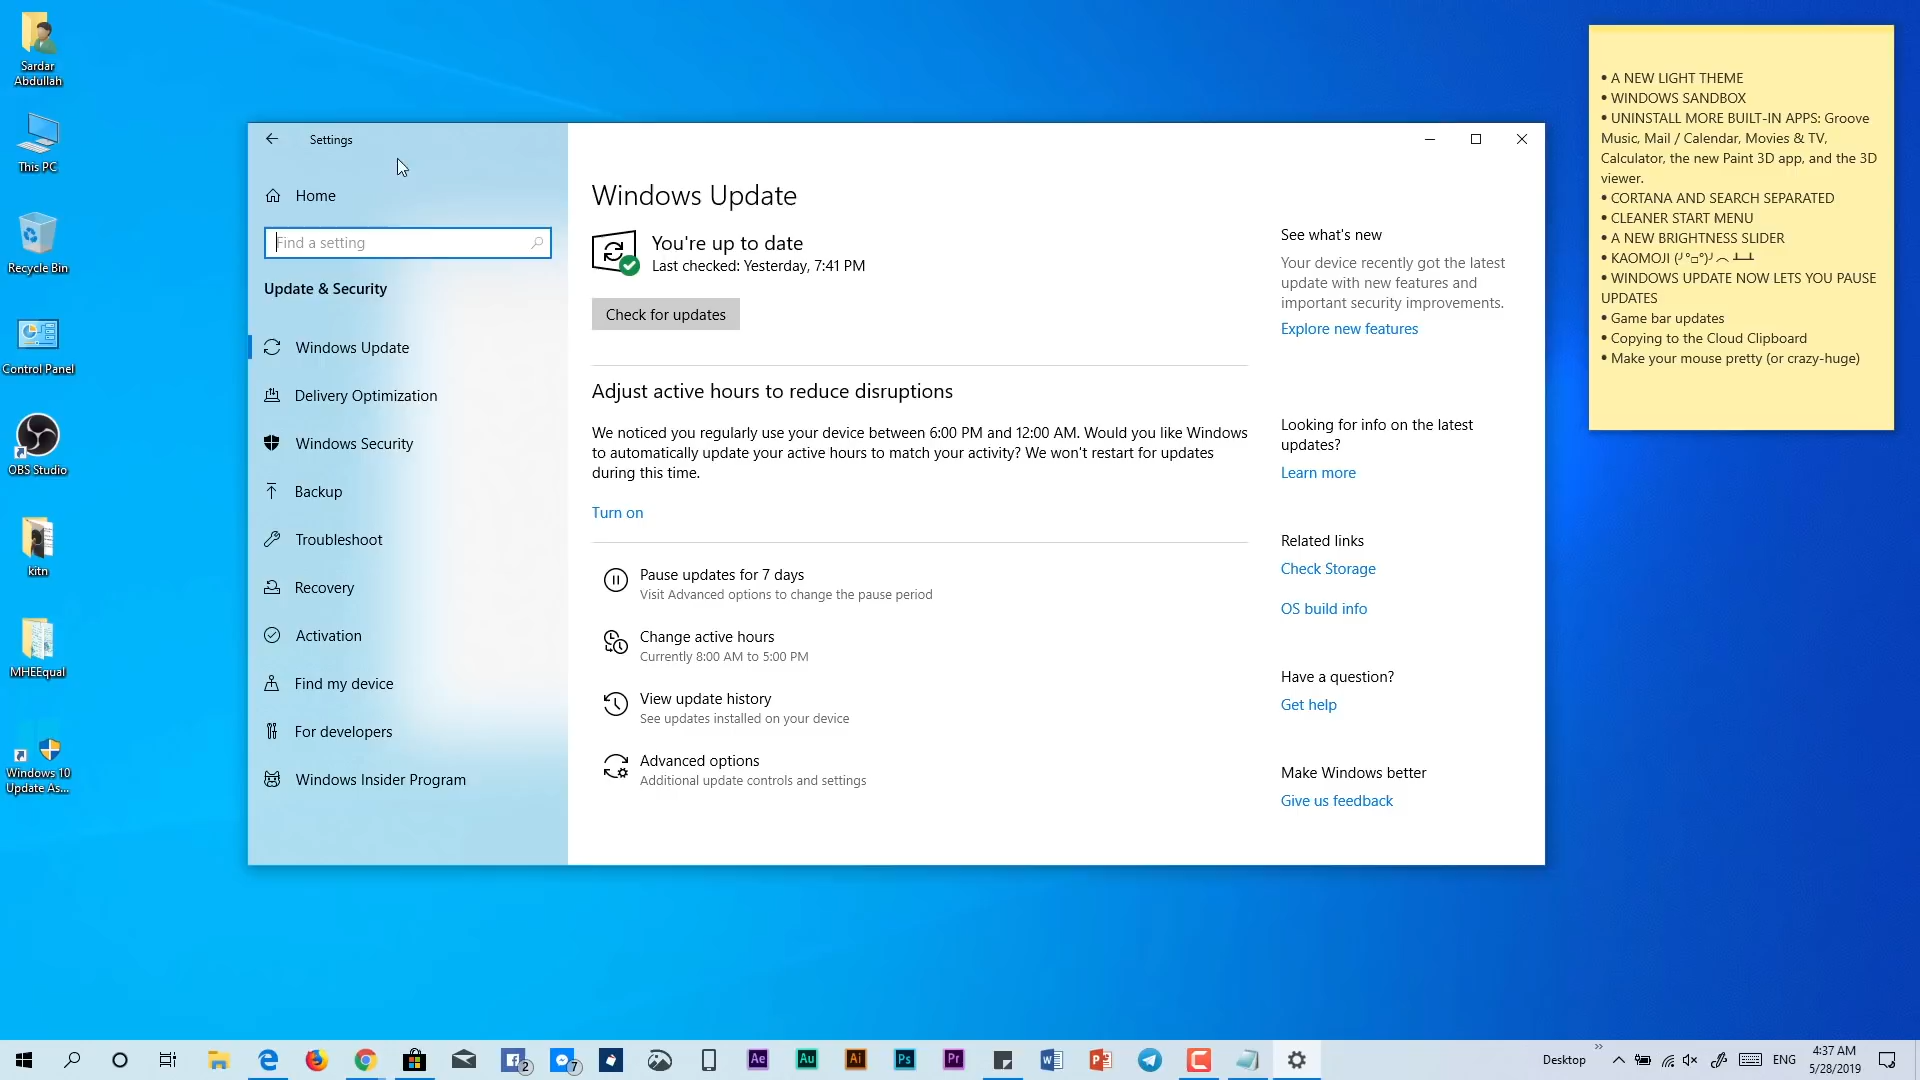 Sardar
Abdullah
This PC
Recycle Bin
Control Panel
OBS Studio
kitn
MHEEqual
Windows 10
Update As...
Settings
Home
Find a setting
Update & Security
Windows Update
Delivery Optimization
Windows Security
Backup
Troubleshoot
Recovery
Activation
Find my device
For developers
Windows Insider Program
Windows Update
You're up to date
Last checked: Yesterday, 7:41 PM
Check for updates
Adjust active hours to reduce disruptions
We noticed you regularly use your device between 6:00 PM and 12:00 AM. Would you like Windows
to automatically update your active hours to match your activity? We won't restart for updates
during this time.
Turn on
Pause updates for 7 days
Visit Advanced options to change the pause period
Change active hours
Currently 8:00 AM to 5:00 PM
View update history
See updates installed on your device
Advanced options
Additional update controls and settings
See what's new
Your device recently got the latest
update with new features and
important security improvements.
Explore new features
Looking for info on the latest
updates?
Learn more
Related links
Check Storage
OS build info
Have a question?
Get help
Make Windows better
Give us feedback
• A NEW LIGHT THEME
• WINDOWS SANDBOX
• UNINSTALL MORE BUILT-IN APPS: Groove
Music, Mail / Calendar, Movies & TV,
Calculator, the new Paint 3D app, and the 3D
viewer.
• CORTANA AND SEARCH SEPARATED
• CLEANER START MENU
• A NEW BRIGHTNESS SLIDER
• KAOMOJI (╯°□°)╯︵ ┻━┻
• WINDOWS UPDATE NOW LETS YOU PAUSE
UPDATES
• Game bar updates
• Copying to the Cloud Clipboard
• Make your mouse pretty (or crazy-huge)
2
7
Ae
Au
Ai
Ps
Pr
Desktop
ENG
4:37 AM
5/28/2019